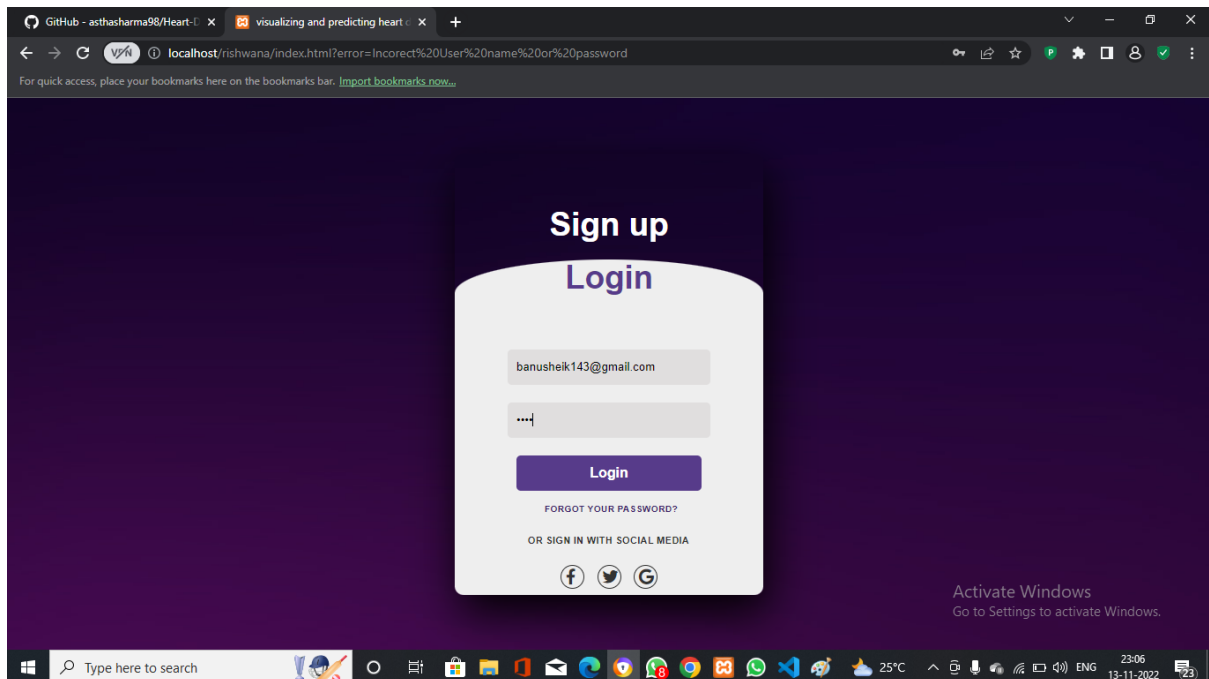 GitHub - asthasharma98/Heart-D
visualizing and predicting heart d
VPN
localhost/rishwana/index.html?error=Incorect%20User%20name%20or%20password
For quick access, place your bookmarks here on the bookmarks bar. Import bookmarks now...
Sign up
Login
banusheik143@gmail.com
Login
FORGOT YOUR PASSWORD?
OR SIGN IN WITH SOCIAL MEDIA
Activate Windows
Go to Settings to activate Windows.
Type here to search
8
25°C
ENG
23:06
13-11-2022
23